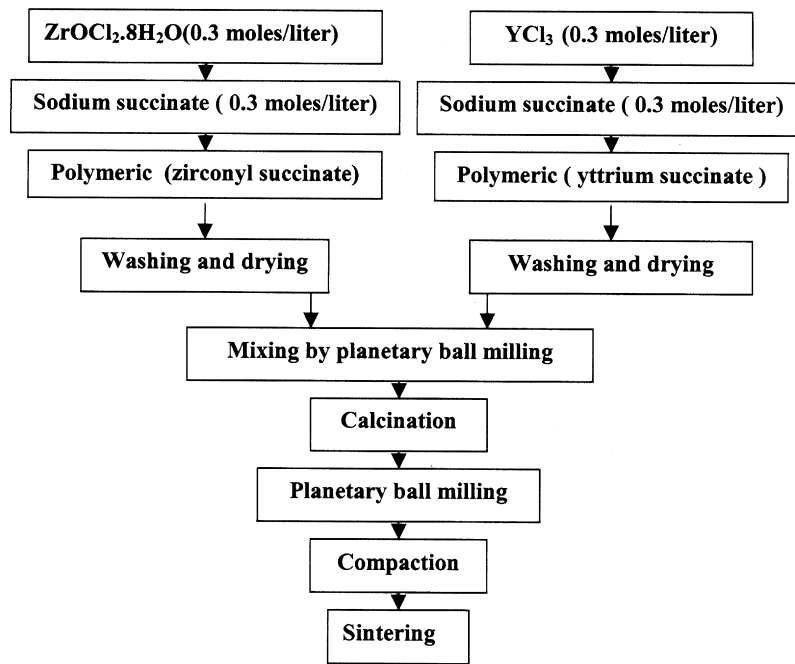 ZrOCl₂.8H₂O(0.3 moles/liter)
YCl₃ (0.3 moles/liter)
Sodium succinate ( 0.3 moles/liter)
Sodium succinate ( 0.3 moles/liter)
Polymeric (zirconyl succinate)
Polymeric ( yttrium succinate )
Washing and drying
Washing and drying
Mixing by planetary ball milling
Calcination
Planetary ball milling
Compaction
Sintering